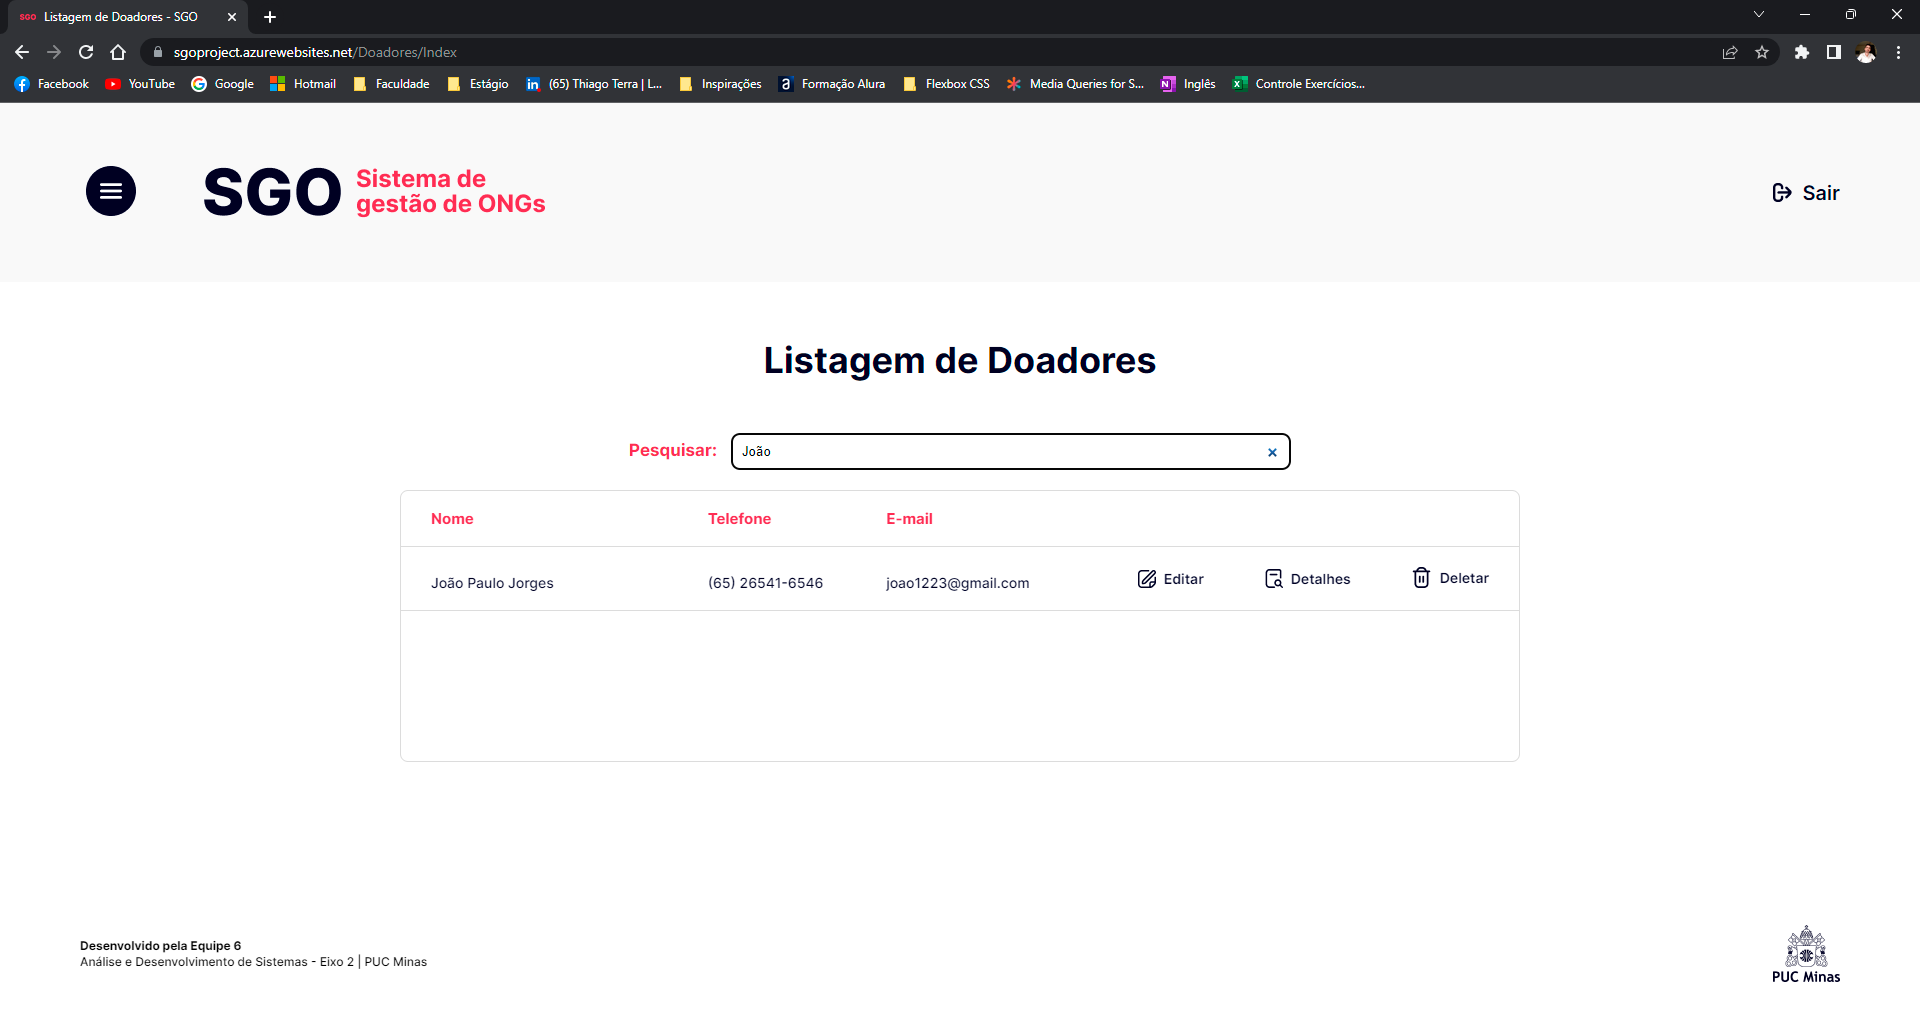 SGO Listagem de Doadores - SGO
sgoproject.azurewebsites.net/Doadores/Index
Facebook YouTube Google Hotmail Faculdade Estágio in (65) Thiago Terra | L... Inspirações a Formação Alura Flexbox CSS Media Queries for S... N Inglês X Controle Exercícios...
SGO
Sistema de
gestão de ONGs
Sair
Listagem de Doadores
Pesquisar: João
Nome Telefone E-mail
João Paulo Jorges (65) 26541-6546 joao1223@gmail.com Editar Detalhes Deletar
Desenvolvido pela Equipe 6
Análise e Desenvolvimento de Sistemas - Eixo 2 | PUC Minas
PUC Minas